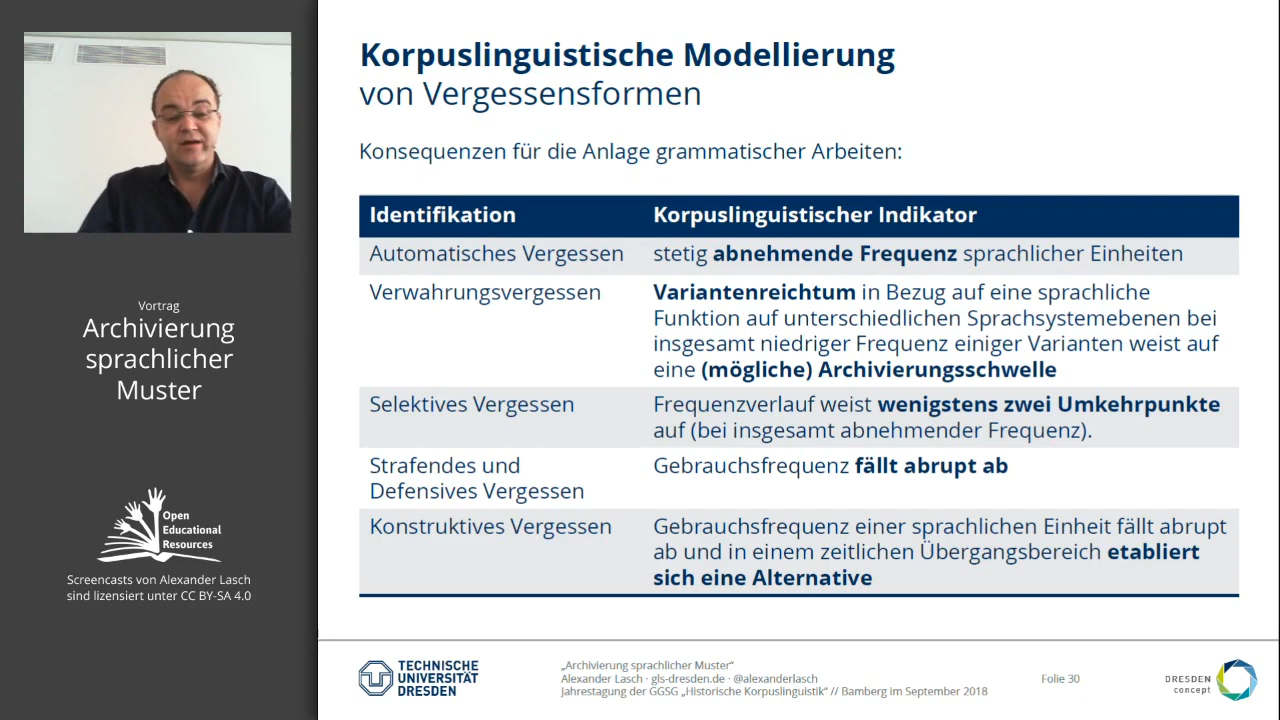 Korpuslinguistische Modellierung
von Vergessensformen
Konsequenzen für die Anlage grammatischer Arbeiten:
Identifikation
Korpuslinguistischer Indikator
Automatisches Vergessen
stetig abnehmende Frequenz sprachlicher Einheiten
Verwahrungsvergessen
Variantenreichtum in Bezug auf eine sprachliche
Funktion auf unterschiedlichen Sprachsystemebenen bei
insgesamt niedriger Frequenz einiger Varianten weist auf
eine (mögliche) Archivierungsschwelle
Selektives Vergessen
Frequenzverlauf weist wenigstens zwei Umkehrpunkte
auf (bei insgesamt abnehmender Frequenz).
Strafendes und
Defensives Vergessen
Gebrauchsfrequenz fällt abrupt ab
Konstruktives Vergessen
Gebrauchsfrequenz einer sprachlichen Einheit fällt abrupt
ab und in einem zeitlichen Übergangsbereich etabliert
sich eine Alternative
Vortrag
Archivierung
sprachlicher
Muster
Open
Educational
Resources
Screencasts von Alexander Lasch
sind lizensiert unter CC BY-SA 4.0
TECHNISCHE
UNIVERSITÄT
DRESDEN
„Archivierung sprachlicher Muster“
Alexander Lasch · gls-dresden.de · @alexanderlasch
Jahrestagung der GGSG „Historische Korpuslinguistik“ // Bamberg im September 2018
Folie 30
DRESDEN
concept